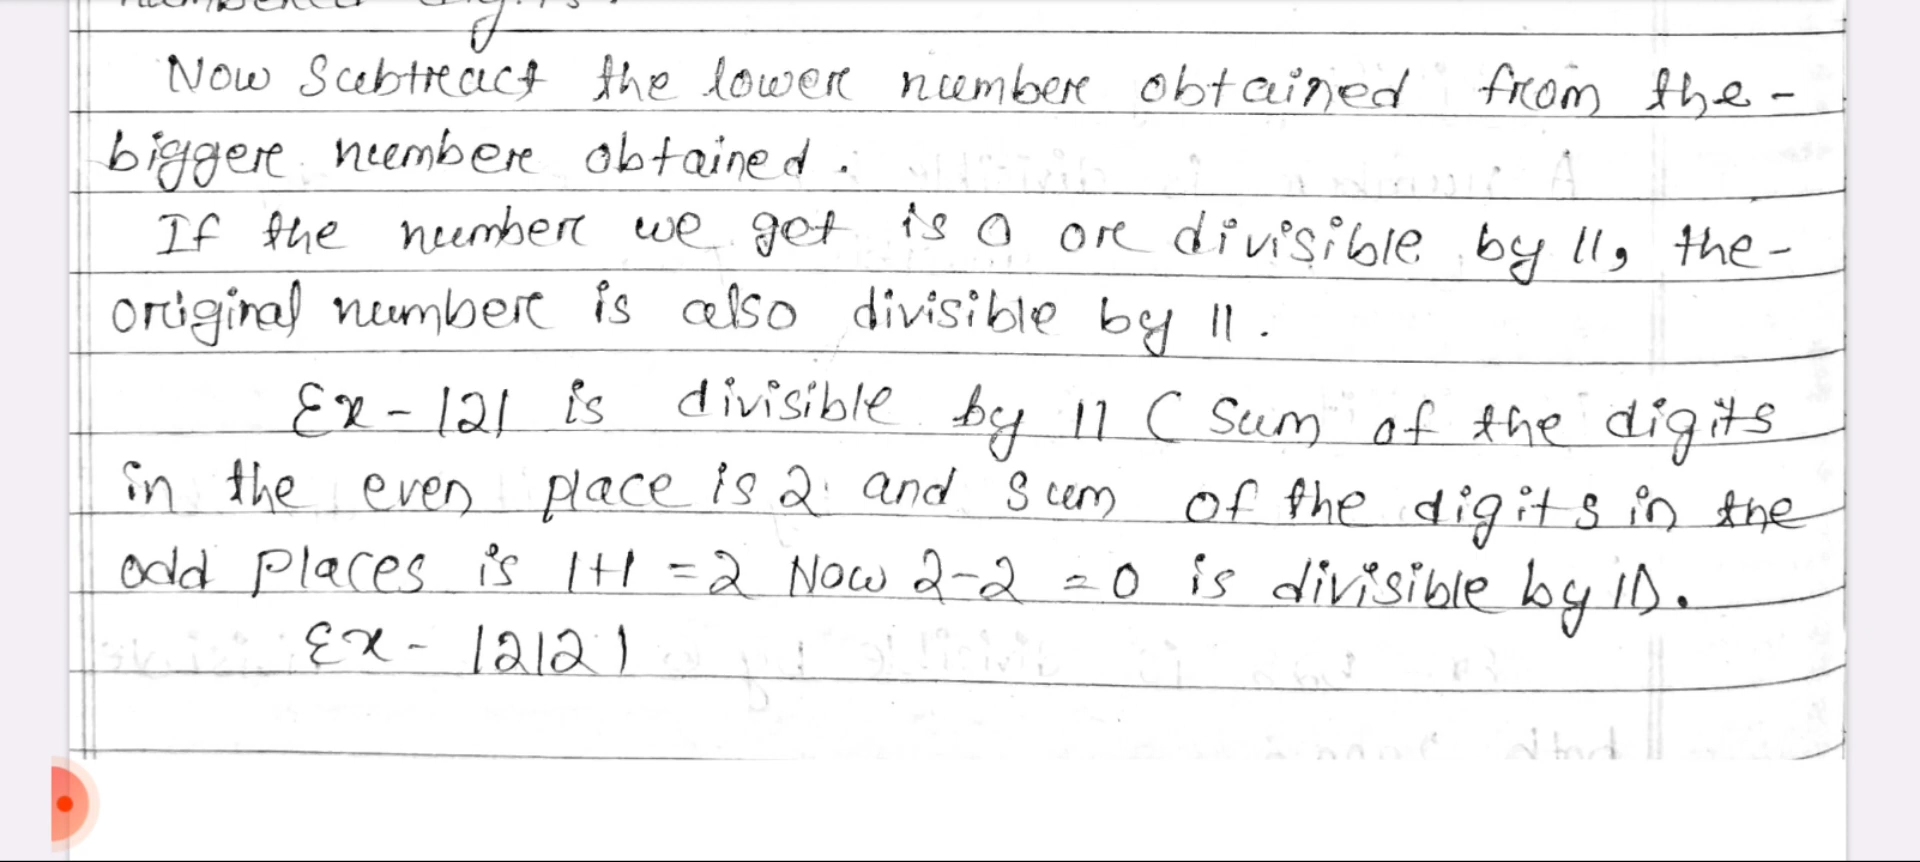 Now Subtract the lower number obtained from the-
bigger number obtained.
If the number we get is 0 or divisible by 11, the-
original number is also divisible by 11.
Ex- 121 is divisible by 11 ( Sum of the digits
in the even place is 2 and sum of the digits in the
odd places is 1+1 =2 Now 2-2 =0 is divisible by 11).
Ex- 12121